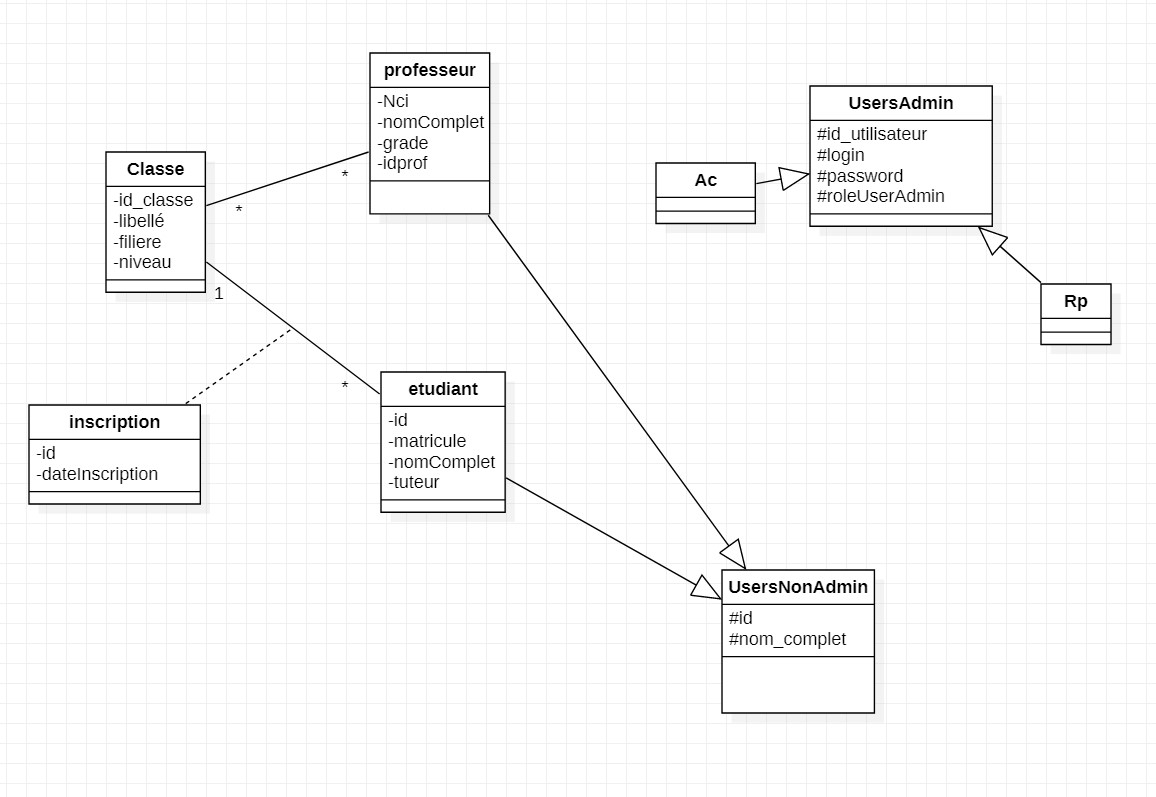 professeur
-Nci
-nomComplet
-grade
-idprof
UsersAdmin
#id_utilisateur
#login
#password
#roleUserAdmin
Classe
-id_classe
-libellé
-filiere
-niveau
Ac
*
*
1
Rp
*
etudiant
-id
-matricule
-nomComplet
-tuteur
inscription
-id
-dateInscription
UsersNonAdmin
#id
#nom_complet